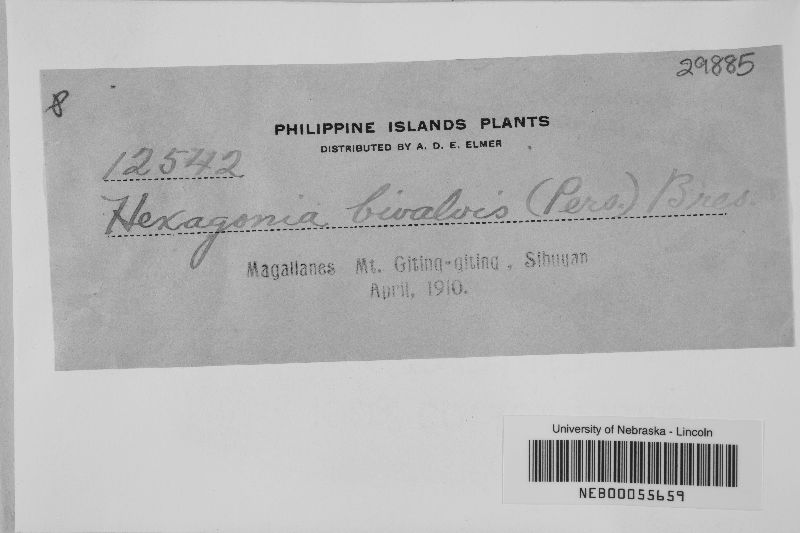 8
29885
PHILIPPINE ISLANDS PLANTS
DISTRIBUTED BY A. D. E. ELMER
12542
Hexagonia bivalvis (Pers.) Bres.
Magallanes Mt. Giting-giting, Sibuyan
April, 1910.
University of Nebraska - Lincoln
NEB00055659